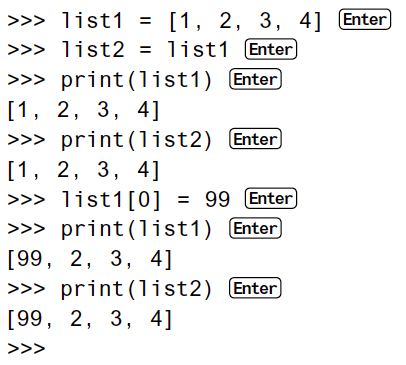 >>> list1 = [1, 2, 3, 4] Enter
>>> list2 = list1 Enter
>>> print(list1) Enter
[1, 2, 3, 4]
>>> print(list2) Enter
[1, 2, 3, 4]
>>> list1[0] = 99 Enter
>>> print(list1) Enter
[99, 2, 3, 4]
>>> print(list2) Enter
[99, 2, 3, 4]
>>>